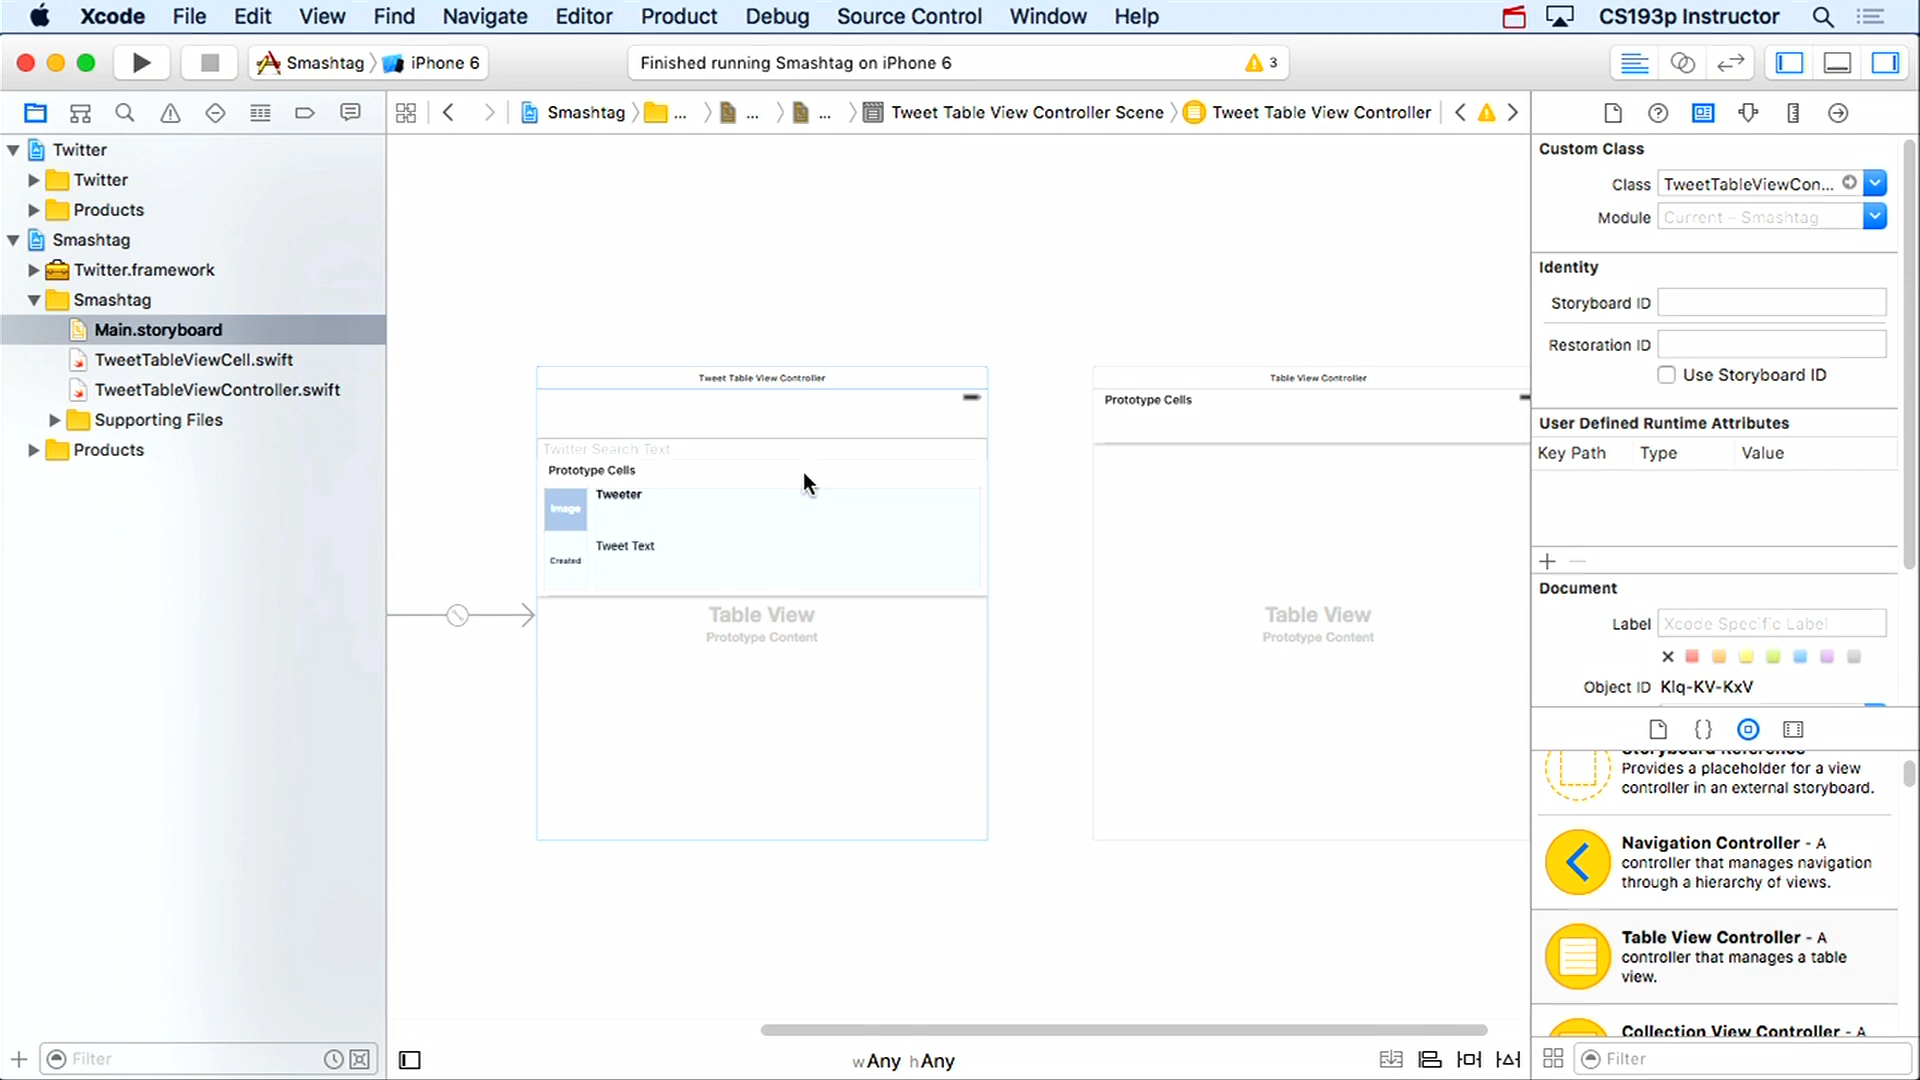 Xcode File Edit View Find Navigate Editor Product Debug Source Control Window Help CS193p Instructor
Smashtag iPhone 6 Finished running Smashtag on iPhone 6 3
Smashtag ... ... ... Tweet Table View Controller Scene Tweet Table View Controller
Twitter
Twitter
Products
Smashtag
Twitter.framework
Smashtag
Main.storyboard
TweetTableViewCell.swift
TweetTableViewController.swift
Supporting Files
Products
Filter
Tweet Table View Controller
Twitter Search Text
Prototype Cells
Image
Tweeter
Tweet Text
Created
Table View
Prototype Content
Table View Controller
Prototype Cells
Table View
Prototype Content
wAny hAny
Custom Class
Class TweetTableViewCon...
Module Current - Smashtag
Identity
Storyboard ID
Restoration ID
Use Storyboard ID
User Defined Runtime Attributes
Key Path Type Value
Document
Label Xcode Specific Label
Object ID KIq-KV-KxV
Storyboard Reference
Provides a placeholder for a view
controller in an external storyboard.
Navigation Controller - A
controller that manages navigation
through a hierarchy of views.
Table View Controller - A
controller that manages a table
view.
Collection View Controller - A
Filter